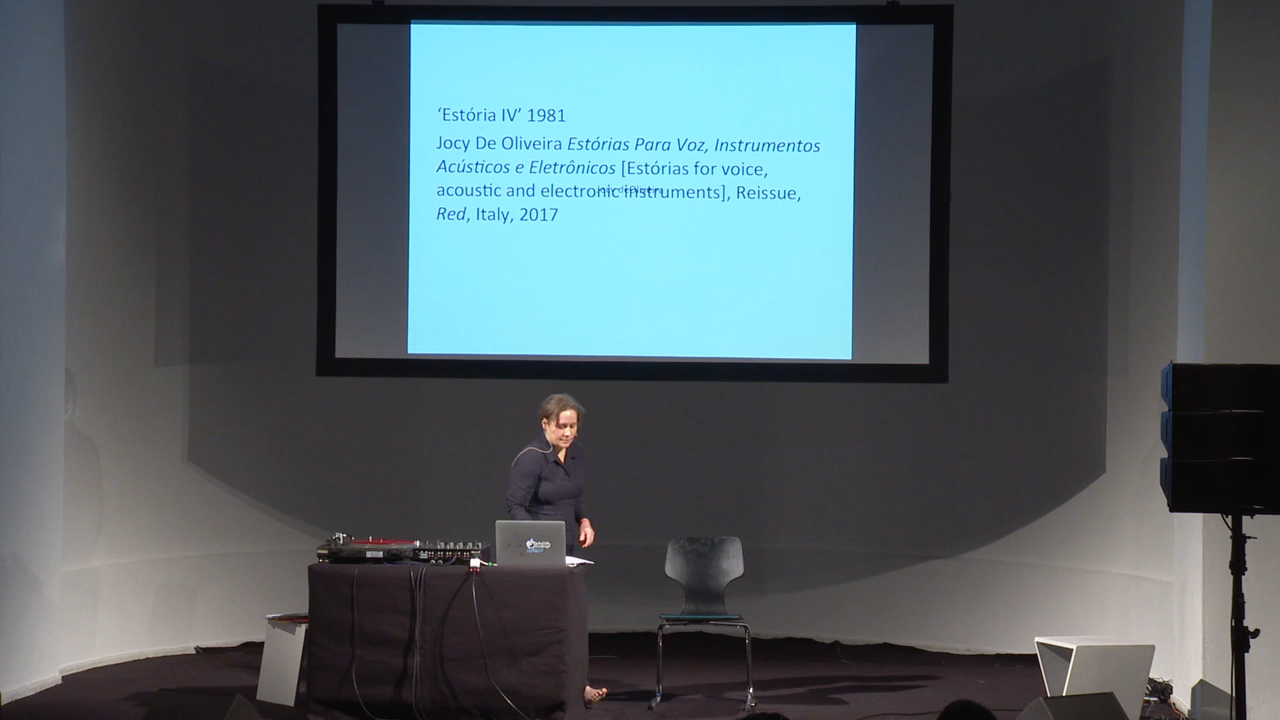 ‘Estória IV’ 1981
Jocy De Oliveira Estórias Para Voz, Instrumentos
Acústicos e Eletrônicos [Estórias for voice,
acoustic and electronic instruments], Reissue,
Red, Italy, 2017